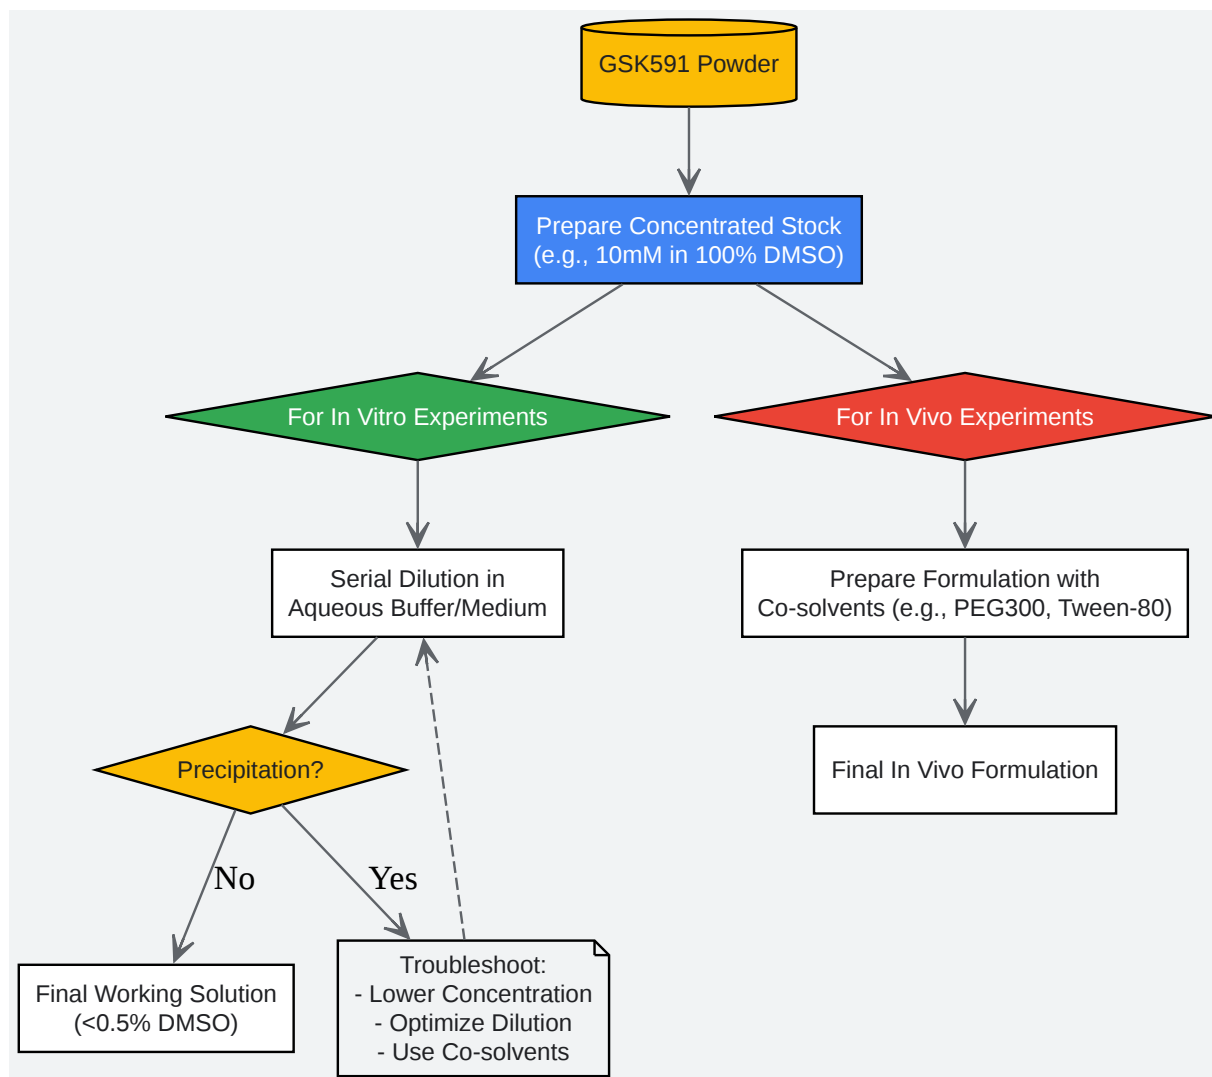 GSK591 Powder
Prepare Concentrated Stock
(e.g., 10mM in 100% DMSO)
For In Vitro Experiments
For In Vivo Experiments
Serial Dilution in
Aqueous Buffer/Medium
Prepare Formulation with
Co-solvents (e.g., PEG300, Tween-80)
Precipitation?
Final In Vivo Formulation
No
Yes
Final Working Solution
(<0.5% DMSO)
Troubleshoot:
- Lower Concentration
- Optimize Dilution
- Use Co-solvents